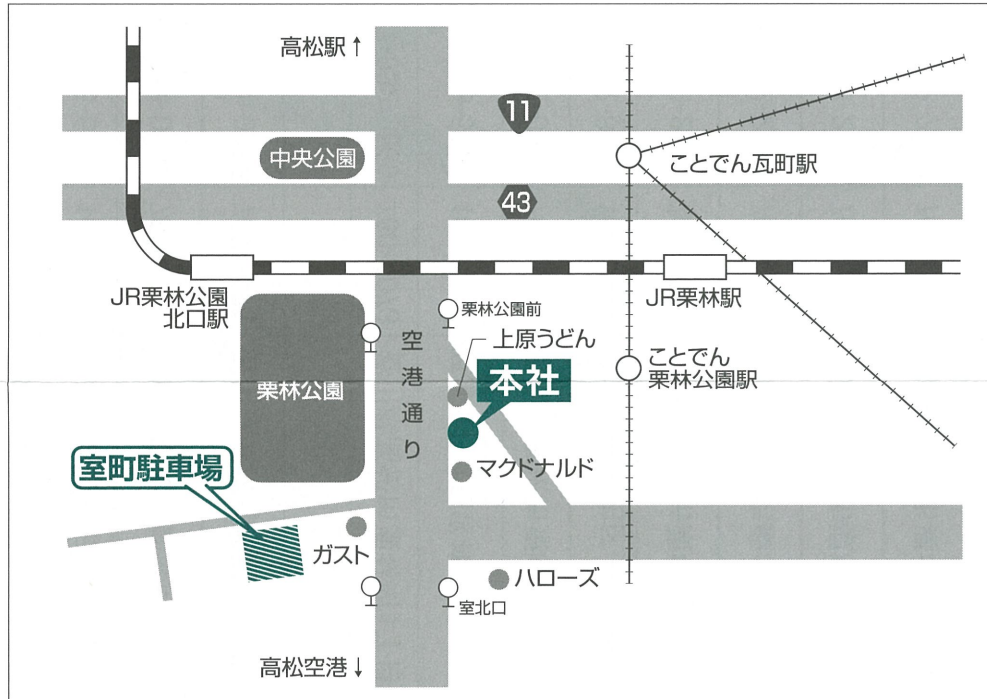 高松駅↑
11
中央公園
ことでん瓦町駅
43
JR栗林公園
北口駅
JR栗林駅
栗林公園前
上原うどん
空港通り
本社
ことでん
栗林公園駅
栗林公園
マクドナルド
室町駐車場
ガスト
ハローズ
室北口
高松空港↓